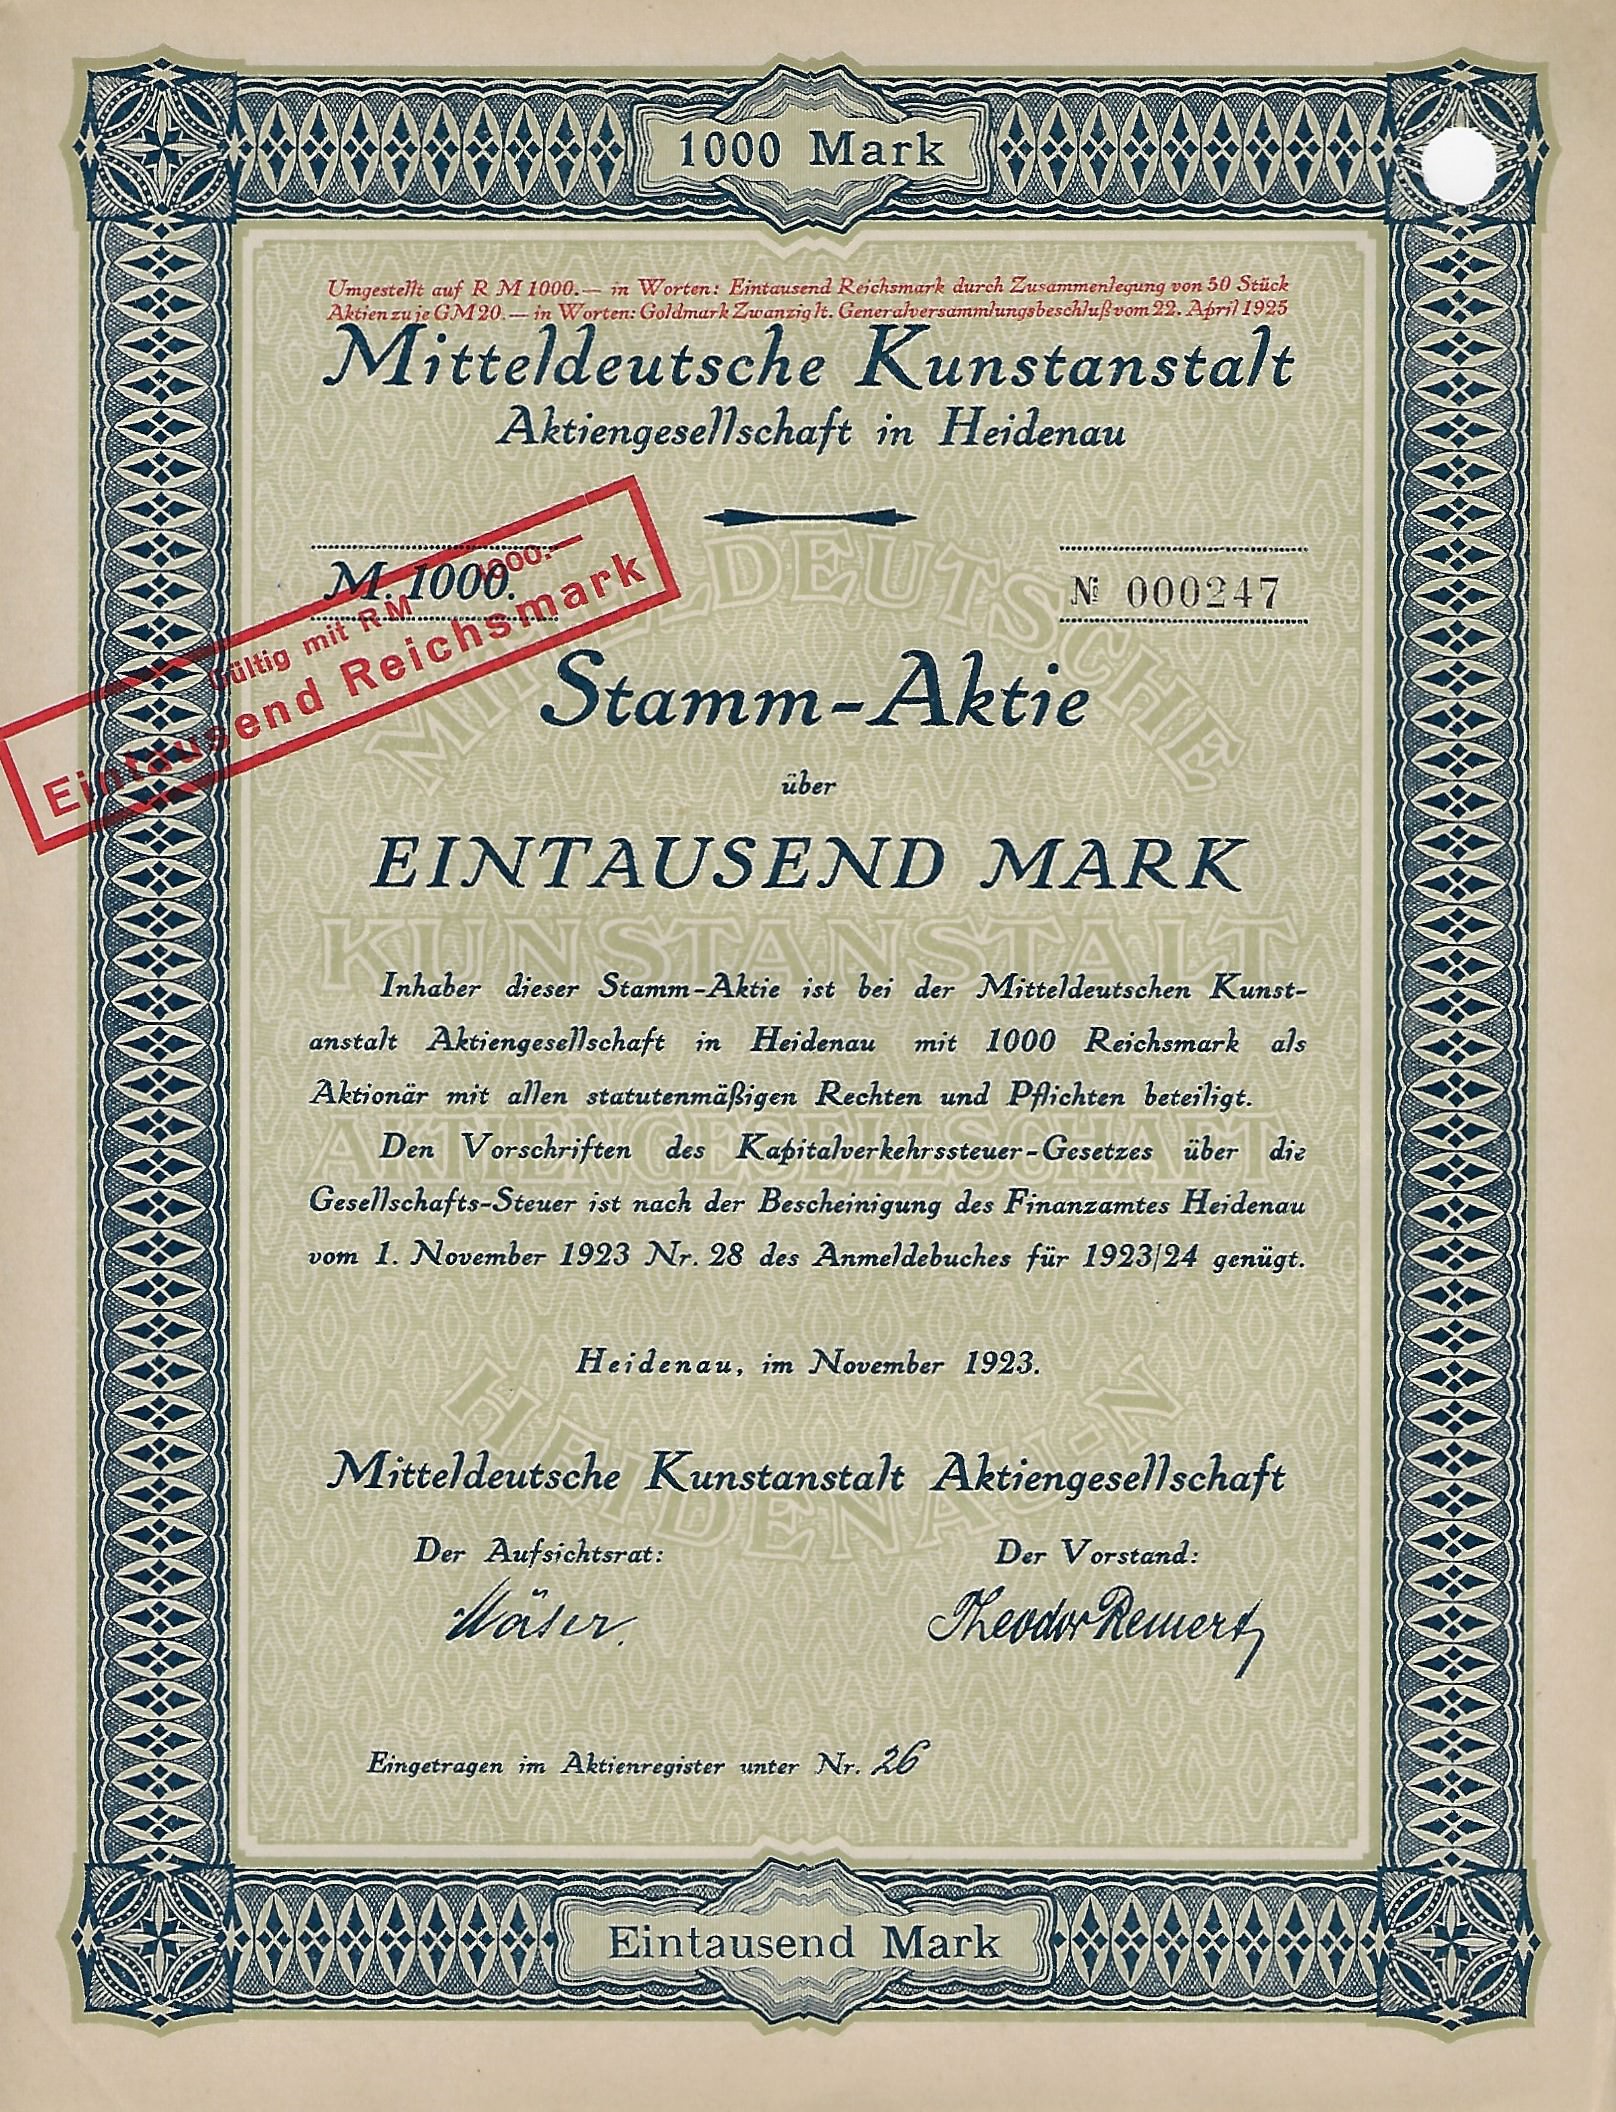 1000 Mark
Umgestellt auf R M 1000.— in Worten: Eintausend Reichsmark durch Zusammenlegung von 50 Stück
Aktien zu je GM 20.— in Worten: Goldmark Zwanzig lt. Generalversammlungsbeschluß vom 22. April 1925
Mitteldeutsche Kunstanstalt
Aktiengesellschaft in Heidenau
M. 1000.
№ 000247
Gültig mit RM 1000.—
Eintausend Reichsmark
MITTELDEUTSCHE
Stamm-Aktie
über
EINTAUSEND MARK
KUNSTANSTALT
Inhaber dieser Stamm-Aktie ist bei der Mitteldeutschen Kunst-
anstalt Aktiengesellschaft in Heidenau mit 1000 Reichsmark als
Aktionär mit allen statutenmäßigen Rechten und Pflichten beteiligt.
AKTIENGESELLSCHAFT
Den Vorschriften des Kapitalverkehrssteuer-Gesetzes über die
Gesellschafts-Steuer ist nach der Bescheinigung des Finanzamtes Heidenau
vom 1. November 1923 Nr. 28 des Anmeldebuches für 1923/24 genügt.
Heidenau, im November 1923.
HEIDENAU-N
Mitteldeutsche Kunstanstalt Aktiengesellschaft
Der Aufsichtsrat:
Der Vorstand:
Theodor
Eingetragen im Aktienregister unter Nr. 26
Eintausend Mark